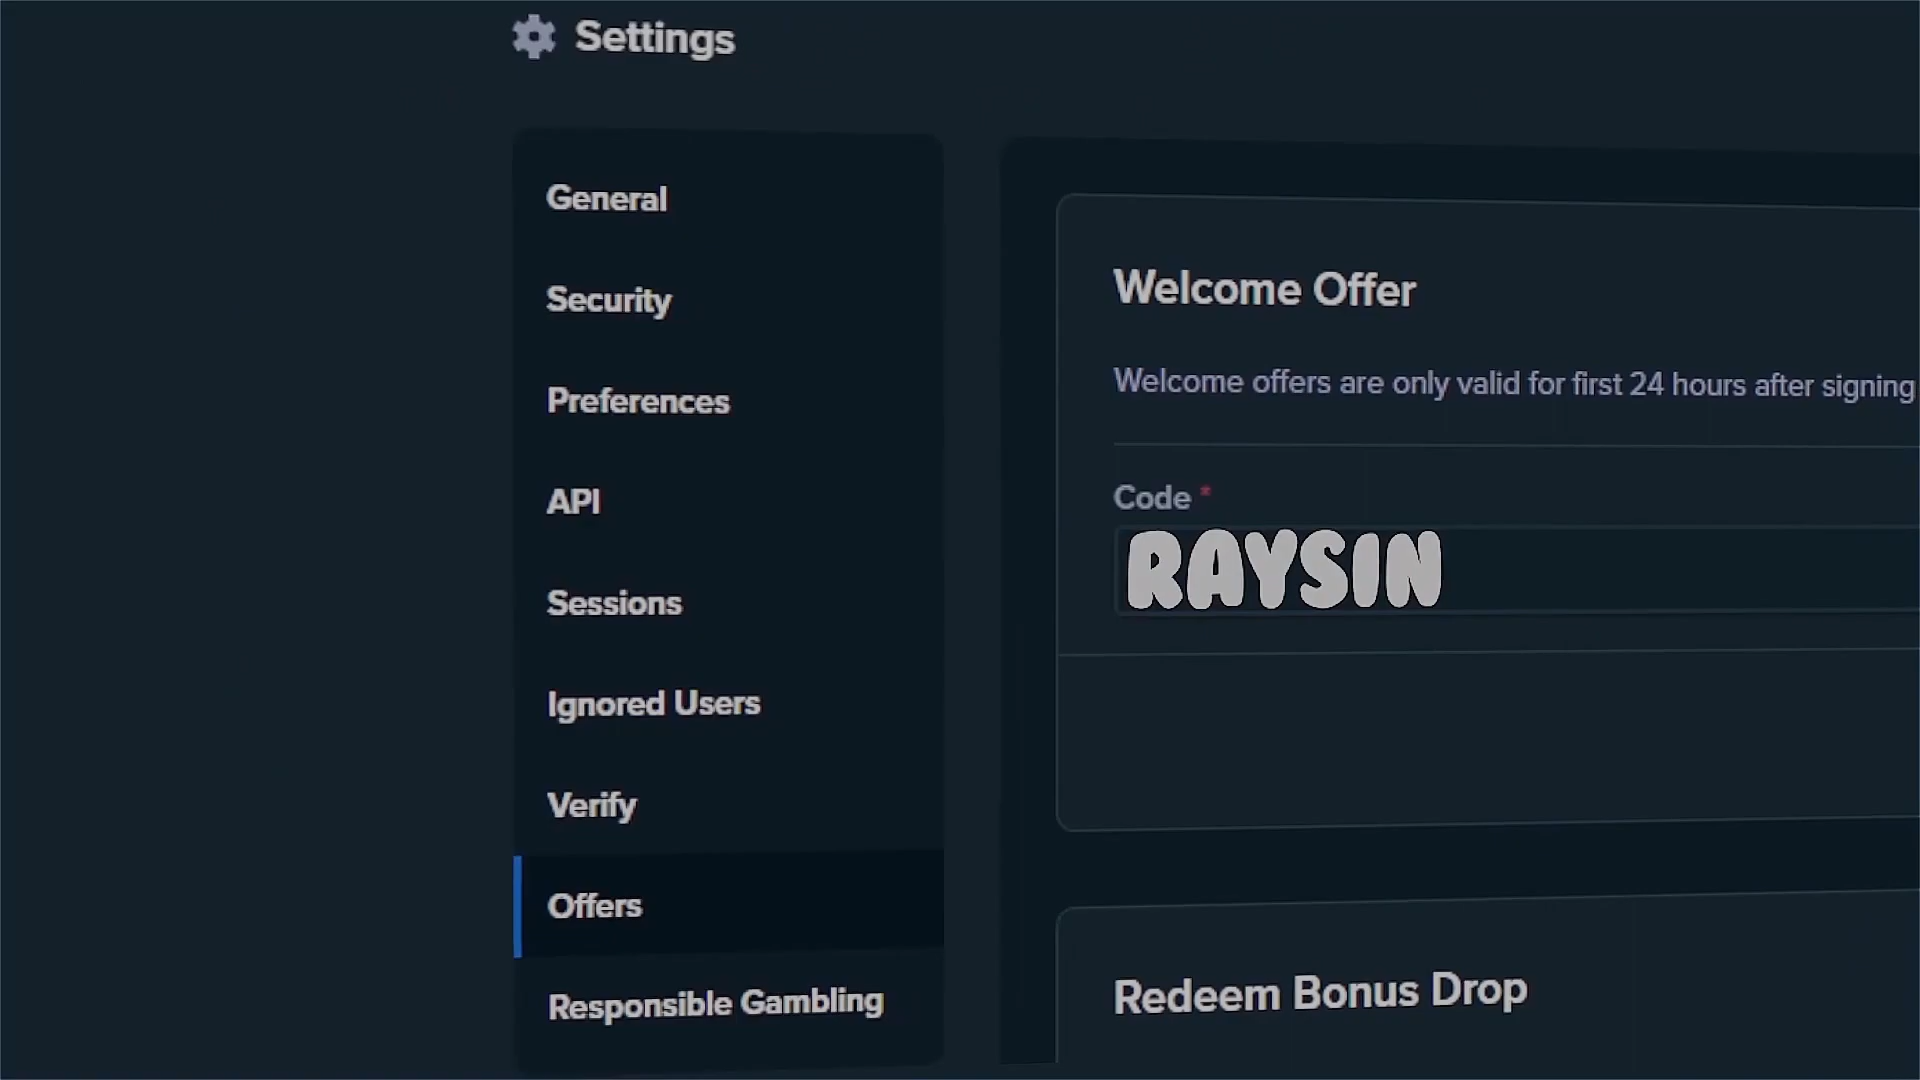 Settings
General
Security
Preferences
API
Sessions
Ignored Users
Verify
Offers
Responsible Gambling
Welcome Offer
Welcome offers are only valid for first 24 hours after signing
Code *
RAYSIN
Redeem Bonus Drop